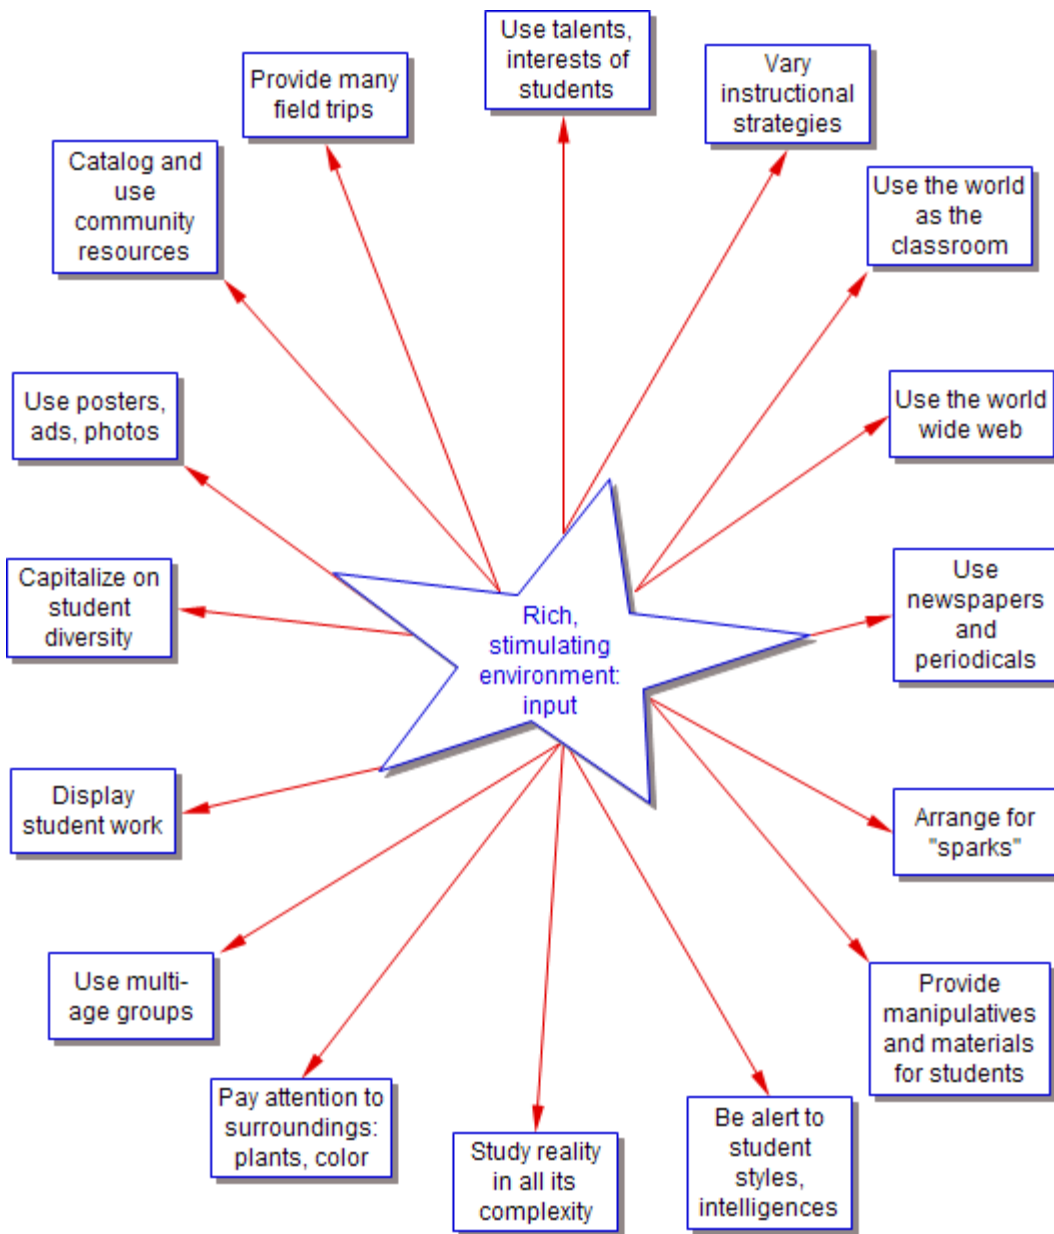 Use talents,
interests of
students
Provide many
field trips
Vary
instructional
strategies
Catalog and
use
community
resources
Use the world
as the
classroom
Use posters,
ads, photos
Use the world
wide web
Capitalize on
student
diversity
Rich,
stimulating
environment:
input
Use
newspapers
and
periodicals
Display
student work
Arrange for
"sparks"
Use multi-
age groups
Provide
manipulatives
and materials
for students
Pay attention to
surroundings:
plants, color
Study reality
in all its
complexity
Be alert to
student
styles,
intelligences